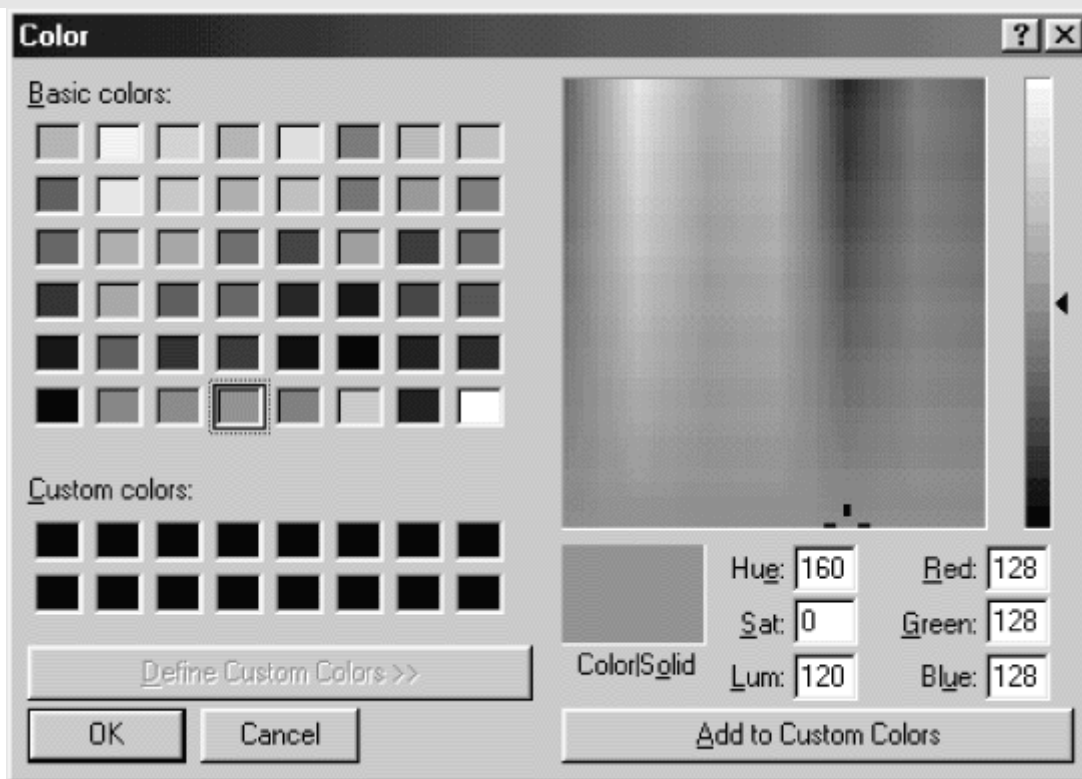 Color
Basic colors:
Custom colors:
Define Custom Colors >>
OK Cancel
Color|Solid
Hue: 160 Red: 128
Sat: 0 Green: 128
Lum: 120 Blue: 128
Add to Custom Colors